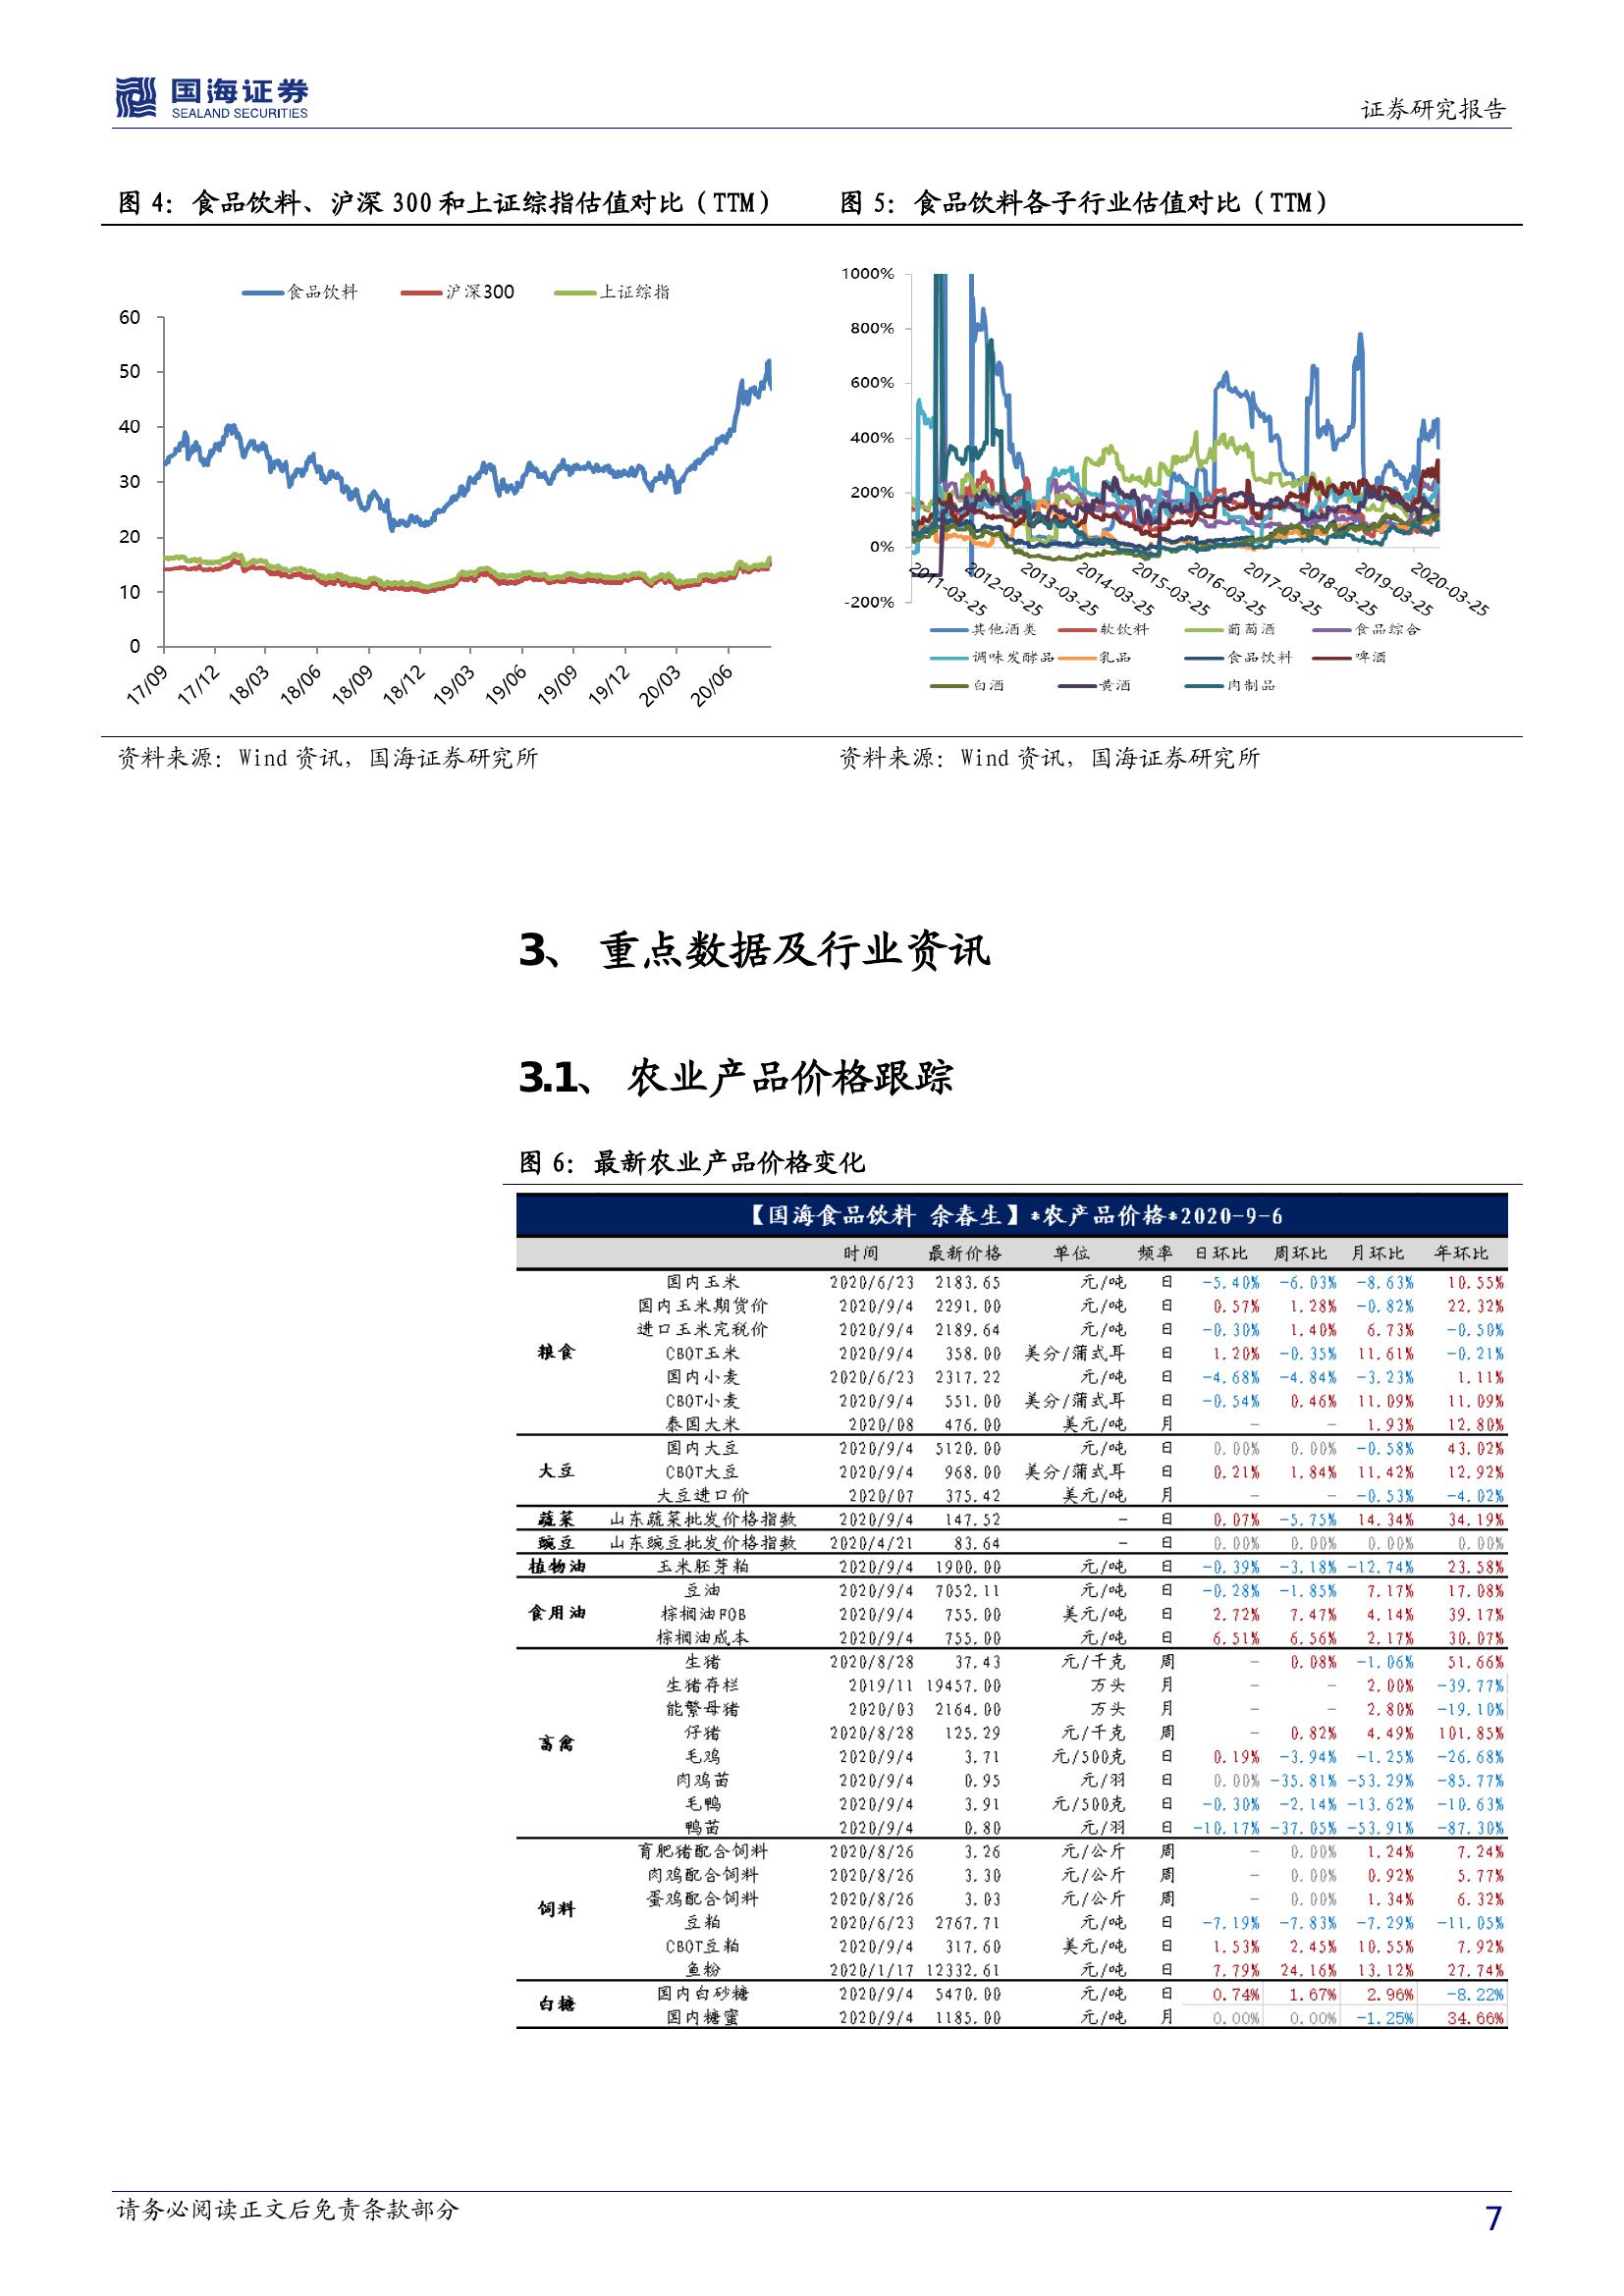 国海证券
SEALAND SECURITIES
证券研究报告
图 4：食品饮料、沪深 300 和上证综指估值对比（TTM）
食品饮料 沪深300 上证综指
60
50
40
30
20
10
0
17/09 17/12 18/03 18/06 18/09 18/12 19/03 19/06 19/09 19/12 20/03 20/06
资料来源：Wind 资讯，国海证券研究所
图 5：食品饮料各子行业估值对比（TTM）
1000%
800%
600%
400%
200%
0%
-200%
2011-03-25 2012-03-25 2013-03-25 2014-03-25 2015-03-25 2016-03-25 2017-03-25 2018-03-25 2019-03-25 2020-03-25
其他酒类 软饮料 葡萄酒 食品综合
调味发酵品 乳品 食品饮料 啤酒
白酒 黄酒 肉制品
资料来源：Wind 资讯，国海证券研究所
3、 重点数据及行业资讯
3.1、 农业产品价格跟踪
图 6：最新农业产品价格变化
【国海食品饮料 余春生】*农产品价格*2020-9-6
时间 最新价格 单位 频率 日环比 周环比 月环比 年环比
粮食
国内玉米 2020/6/23 2183.65 元/吨 日 -5.40% -6.03% -8.63% 10.55%
国内玉米期货价 2020/9/4 2291.00 元/吨 日 0.57% 1.28% -0.82% 22.32%
进口玉米完税价 2020/9/4 2189.64 元/吨 日 -0.30% 1.40% 6.73% -0.50%
CBOT玉米 2020/9/4 358.00 美分/蒲式耳 日 1.20% -0.35% 11.61% -0.21%
国内小麦 2020/6/23 2317.22 元/吨 日 -4.68% -4.84% -3.23% 1.11%
CBOT小麦 2020/9/4 551.00 美分/蒲式耳 日 -0.54% 0.46% 11.09% 11.09%
泰国大米 2020/08 476.00 美元/吨 月 - - 1.93% 12.80%
大豆
国内大豆 2020/9/4 5120.00 元/吨 日 0.00% 0.00% -0.58% 43.02%
CBOT大豆 2020/9/4 968.00 美分/蒲式耳 日 0.21% 1.84% 11.42% 12.92%
大豆进口价 2020/07 375.42 美元/吨 月 - - -0.53% -4.02%
蔬菜 山东蔬菜批发价格指数 2020/9/4 147.52 - 日 0.07% -5.75% 14.34% 34.19%
豌豆 山东豌豆批发价格指数 2020/4/21 83.64 - 日 0.00% 0.00% 0.00% 0.00%
植物油 玉米胚芽粕 2020/9/4 1900.00 元/吨 日 -0.39% -3.18% -12.74% 23.58%
食用油
豆油 2020/9/4 7052.11 元/吨 日 -0.28% -1.85% 7.17% 17.08%
棕榈油FOB 2020/9/4 755.00 美元/吨 日 2.72% 7.47% 4.14% 39.17%
棕榈油成本 2020/9/4 755.00 元/吨 日 6.51% 6.56% 2.17% 30.07%
畜禽
生猪 2020/8/28 37.43 元/千克 周 - 0.08% -1.06% 51.66%
生猪存栏 2019/11 19457.00 万头 月 - - 2.00% -39.77%
能繁母猪 2020/03 2164.00 万头 月 - - 2.80% -19.10%
仔猪 2020/8/28 125.29 元/千克 周 - 0.82% 4.49% 101.85%
毛鸡 2020/9/4 3.71 元/500克 日 0.19% -3.94% -1.25% -26.68%
肉鸡苗 2020/9/4 0.95 元/羽 日 0.00% -35.81% -53.29% -85.77%
毛鸭 2020/9/4 3.91 元/500克 日 -0.30% -2.14% -13.62% -10.63%
鸭苗 2020/9/4 0.80 元/羽 日 -10.17% -37.05% -53.91% -87.30%
饲料
育肥猪配合饲料 2020/8/26 3.26 元/公斤 周 - 0.00% 1.24% 7.24%
肉鸡配合饲料 2020/8/26 3.30 元/公斤 周 - 0.00% 0.92% 5.77%
蛋鸡配合饲料 2020/8/26 3.03 元/公斤 周 - 0.00% 1.34% 6.32%
豆粕 2020/6/23 2767.71 元/吨 日 -7.19% -7.83% -7.29% -11.05%
CBOT豆粕 2020/9/4 317.60 美元/吨 日 1.53% 2.45% 10.55% 7.92%
鱼粉 2020/1/17 12332.61 元/吨 日 7.79% 24.16% 13.12% 27.74%
白糖
国内白砂糖 2020/9/4 5470.00 元/吨 日 0.74% 1.67% 2.96% -8.22%
国内糖蜜 2020/9/4 1185.00 元/吨 月 0.00% 0.00% -1.25% 34.66%
请务必阅读正文后免责条款部分
7